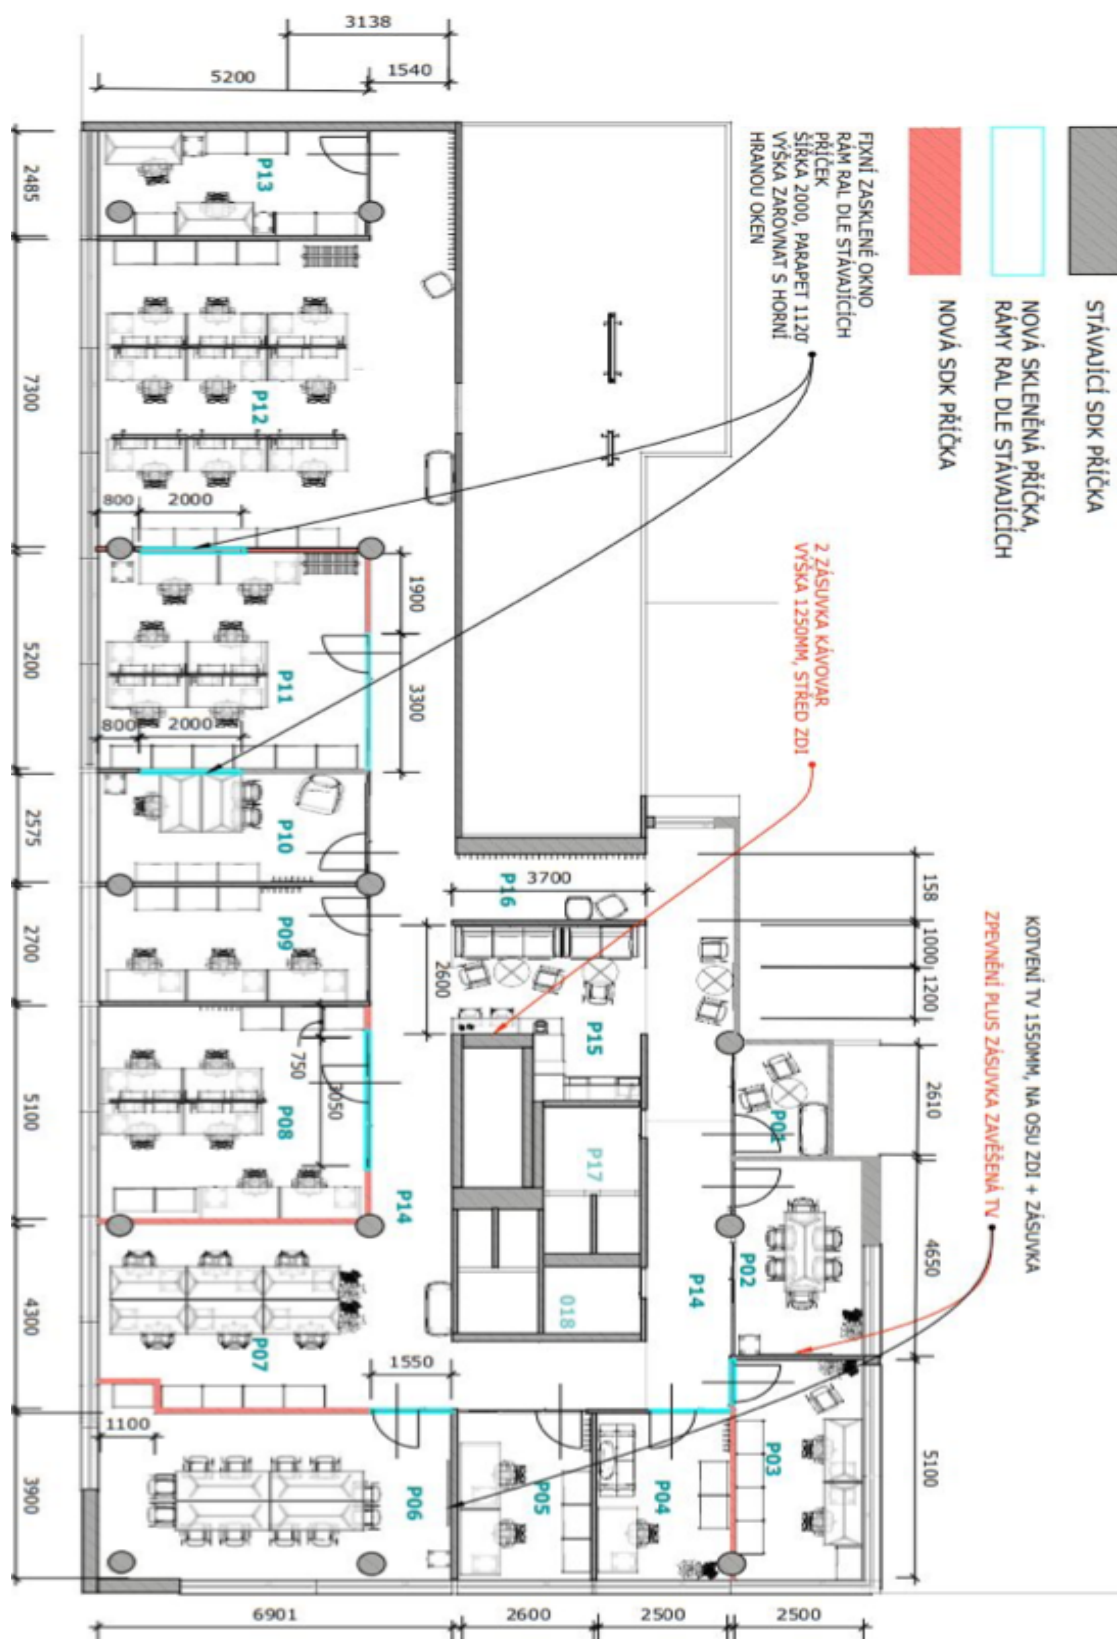 STÁVAJÍCÍ SDK PŘÍČKA
NOVÁ SKLENĚNÁ PŘÍČKA,
RÁMY RAL DLE STÁVAJÍCÍCH
NOVÁ SDK PŘÍČKA
FIXNÍ ZASKLENÉ OKNO
RÁM RAL DLE STÁVAJÍCÍCH
PŘÍČEK
ŠÍŘKA 2000, PARAPET 1120
VÝŠKA ZAROVNAT S HORNÍ
HRANOU OKEN
2 ZÁSUVKA KÁVOVAR
VÝŠKA 1250MM, STŘED ZDI
KOTVENÍ TV 1550MM, NA OSU ZDI + ZÁSUVKA
ZPEVNĚNÍ PLUS ZÁSUVKA ZAVĚŠENÁ TV
3138
1540
5200
2485
7300
5200
2575
2700
5100
4300
3900
P13
P12
800
2000
1900
3300
P11
800
2000
P10
P09
P16
3700
2600
P15
158
1000
1200
2610
4650
5100
P01
P02
P03
750
3050
P08
P14
P17
018
P14
P07
1550
1100
P06
P05
P04
6901
2600
2500
2500